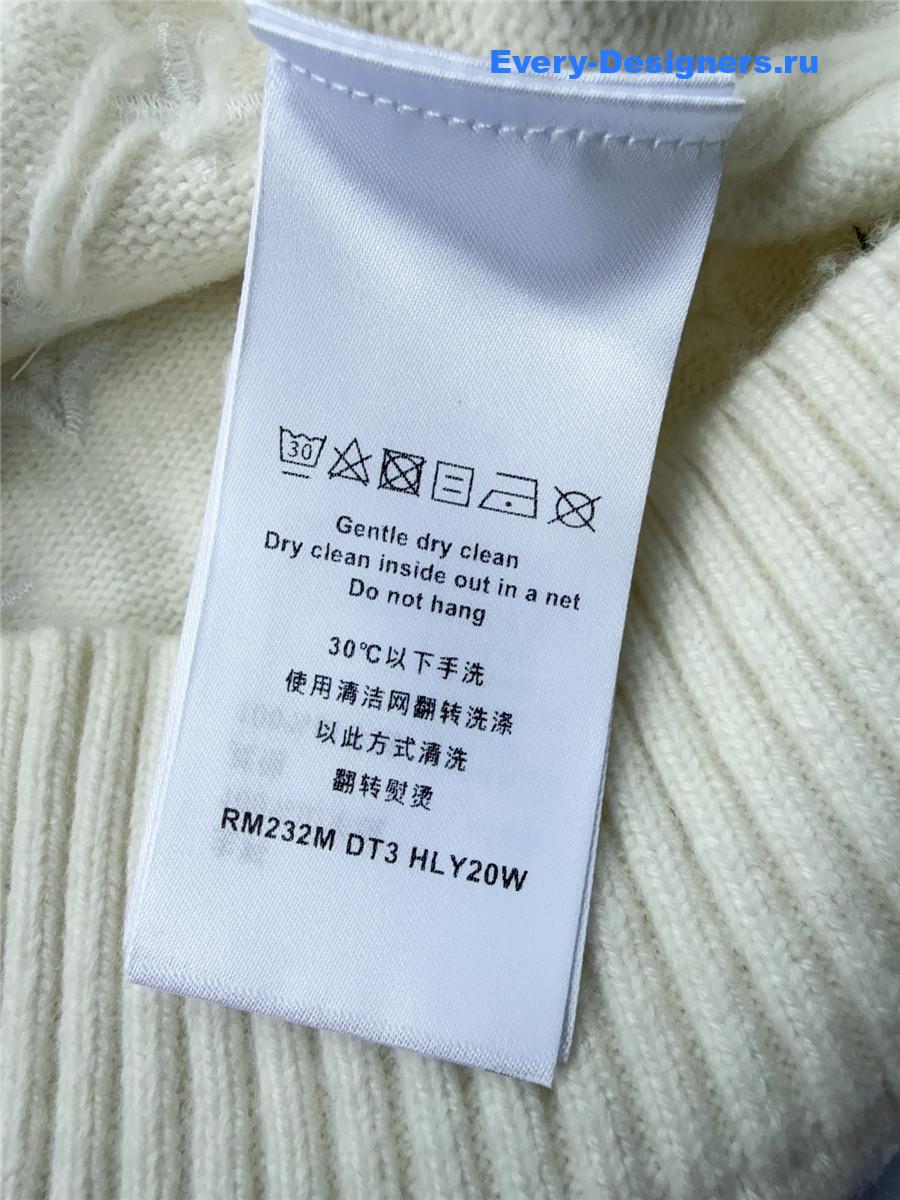 Every-Designers.ru
30
Gentle dry clean
Dry clean inside out in a net
Do not hang
30℃以下手洗
使用清洁网翻转洗涤
以此方式清洗
翻转熨烫
RM232M DT3 HLY20W